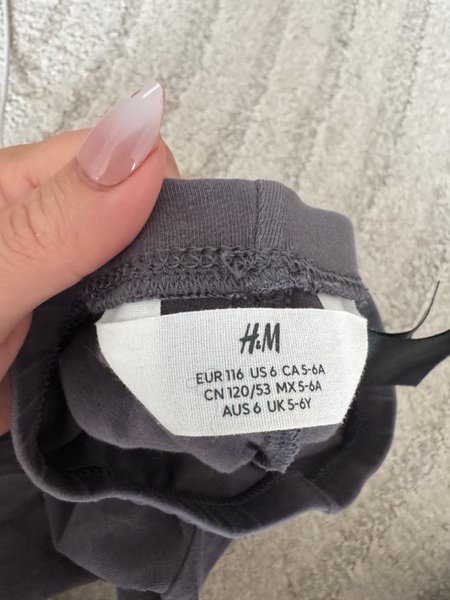 H&M
EUR 116 US 6 CA 5-6A
CN 120/53 MX 5-6A
AUS 6 UK 5-6Y